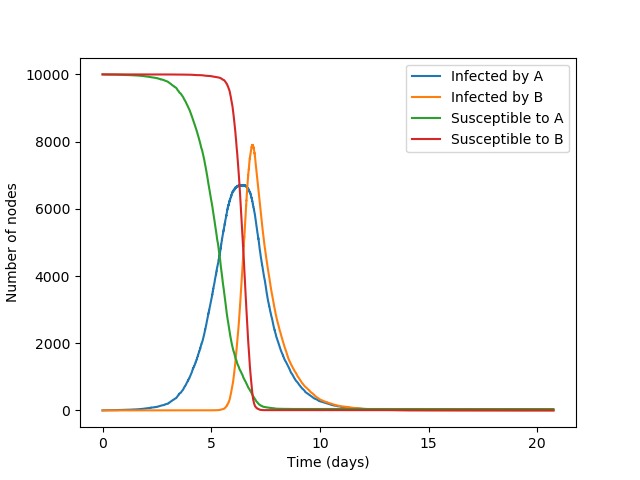 10000
8000
6000
4000
2000
0
Number of nodes
0 5 10 15 20
Time (days)
Infected by A
Infected by B
Susceptible to A
Susceptible to B